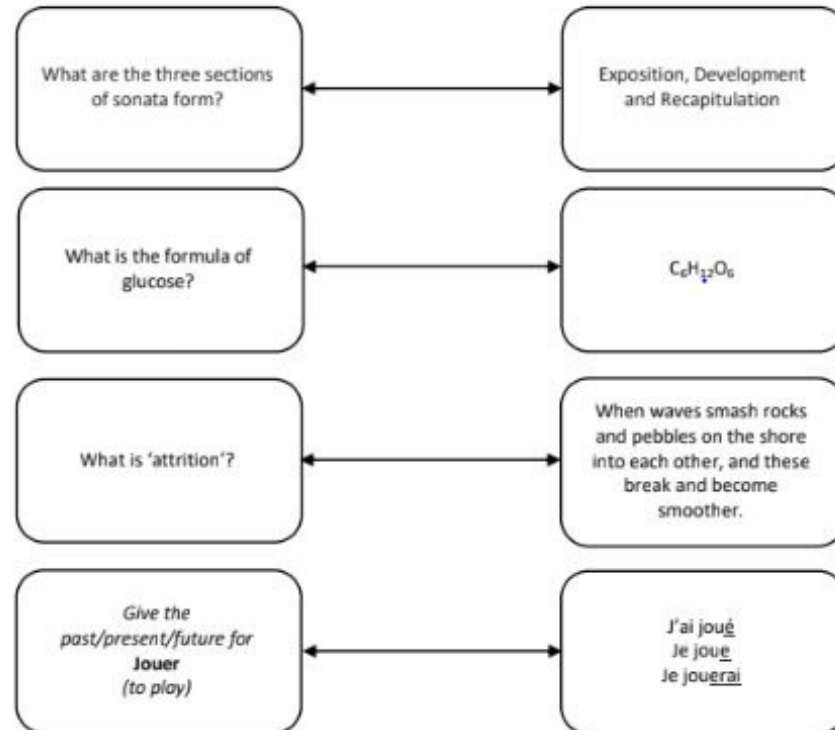 What are the three sections
of sonata form?
Exposition, Development
and Recapitulation
What is the formula of
glucose?
C₆H₁₂O₆
What is ‘attrition’?
When waves smash rocks
and pebbles on the shore
into each other, and these
break and become
smoother.
Give the
past/present/future for
Jouer
(to play)
J’ai joué
Je joue
Je jouerai